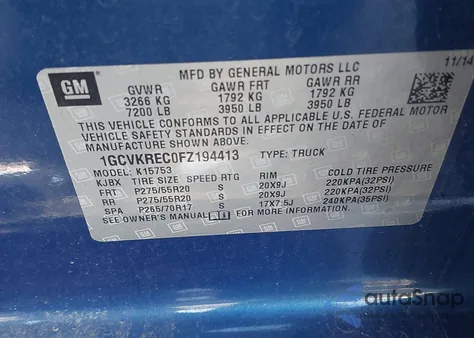 MFD BY GENERAL MOTORS LLC 11/14
GM GVWR GAWR FRT GAWR RR
3266 KG 1792 KG 1792 KG
7200 LB 3950 LB 3950 LB
THIS VEHICLE CONFORMS TO ALL APPLICABLE U.S. FEDERAL MOTOR
VEHICLE SAFETY STANDARDS IN EFFECT ON THE DATE OF
MANUFACTURE SHOWN ABOVE.
1GCVKREC0FZ194413 TYPE: TRUCK
MODEL: K15753
KJBX TIRE SIZE SPEED RTG RIM COLD TIRE PRESSURE
FRT P275/55R20 S 20X9J 220KPA(32PSI)
RR P275/55R20 S 20X9J 220KPA(32PSI)
SPA P265/70R17 S 17X7.5J 240KPA(35PSI)
SEE OWNER'S MANUAL FOR ADDITIONAL INFORMATION.
autoSnap